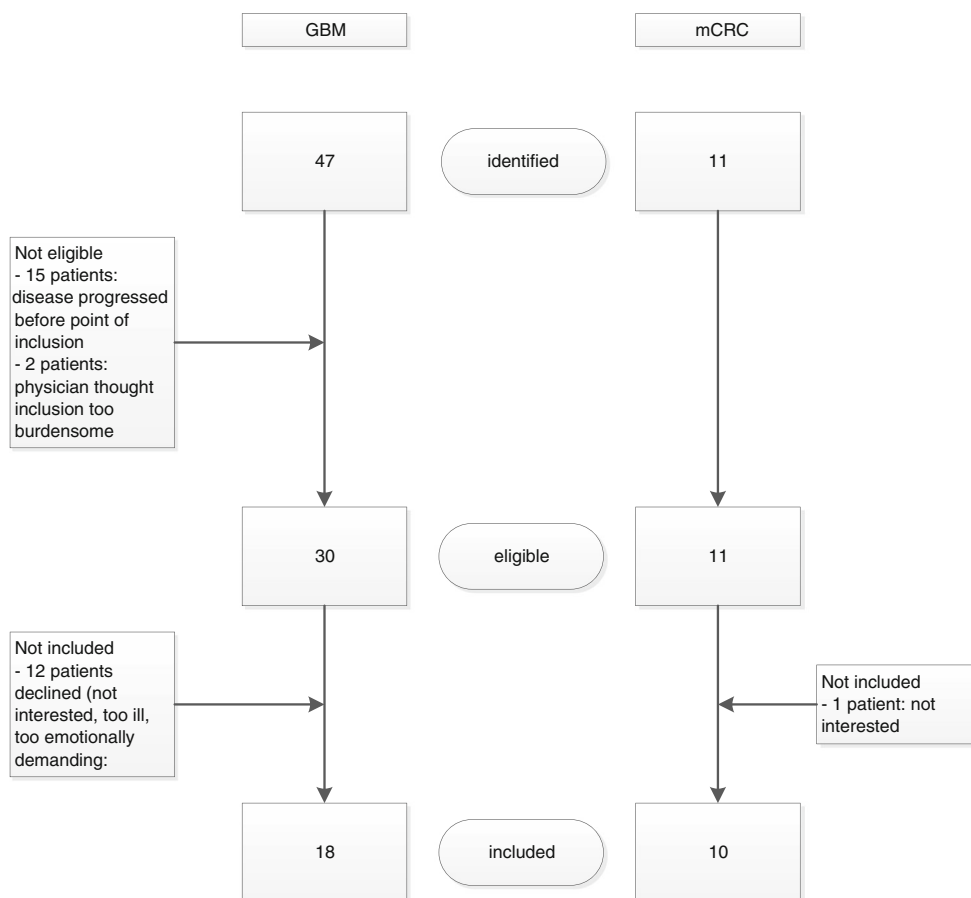 GBM
mCRC
47
identified
11
Not eligible
- 15 patients:
disease progressed
before point of
inclusion
- 2 patients:
physician thought
inclusion too
burdensome
30
eligible
11
Not included
- 12 patients
declined (not
interested, too ill,
too emotionally
demanding:
Not included
- 1 patient: not
interested
18
included
10